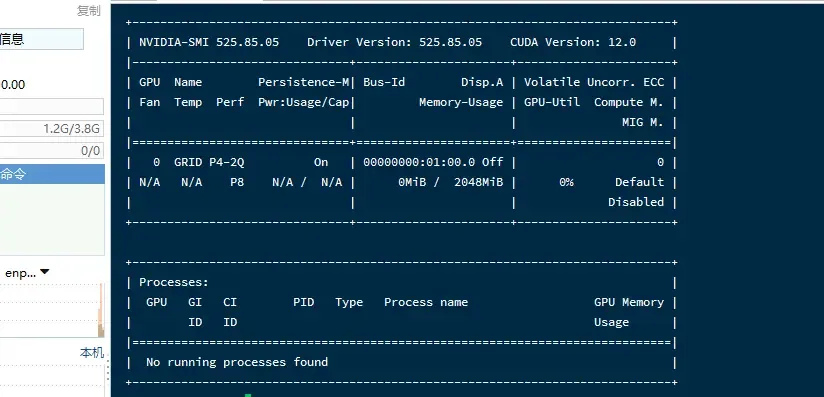 复制
信息
0.00
1.2G/3.8G
0/0
命令
enp...
本机
+-----------------------------------------------------------------------------+
| NVIDIA-SMI 525.85.05    Driver Version: 525.85.05    CUDA Version: 12.0     |
|-------------------------------+----------------------+----------------------+
| GPU  Name        Persistence-M| Bus-Id        Disp.A | Volatile Uncorr. ECC |
| Fan  Temp  Perf  Pwr:Usage/Cap|         Memory-Usage | GPU-Util  Compute M. |
|                               |                      |               MIG M. |
|===============================+======================+======================|
|   0  GRID P4-2Q          On   | 00000000:01:00.0 Off |                    0 |
| N/A   N/A    P8    N/A /  N/A |      0MiB /  2048MiB |      0%      Default |
|                               |                      |             Disabled |
+-------------------------------+----------------------+----------------------+
+-----------------------------------------------------------------------------+
| Processes:                                                                  |
|  GPU   GI   CI        PID   Type   Process name                  GPU Memory |
|        ID   ID                                                   Usage      |
|=============================================================================|
|  No running processes found                                                 |
+-----------------------------------------------------------------------------+